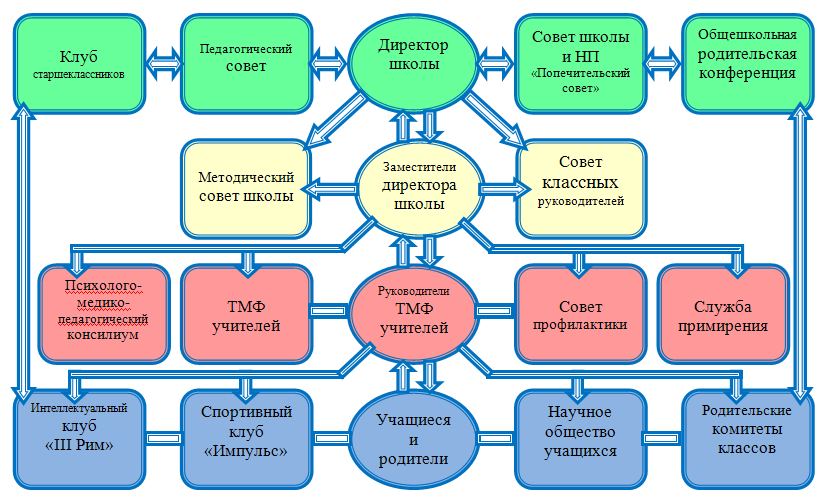 Клуб
старшеклассников
Педагогический
совет
Директор
школы
Совет школы
и НП
«Попечительский
совет»
Общешкольная
родительская
конференция
Методический
совет школы
Заместители
директора
школы
Совет
классных
руководителей
Психолого-
медико-
педагогический
консилиум
ТМФ
учителей
Руководители
ТМФ
учителей
Совет
профилактики
Служба
примирения
Интеллектуальный
клуб
«III Рим»
Спортивный
клуб
«Импульс»
Учащиеся
и
родители
Научное
общество
учащихся
Родительские
комитеты
классов